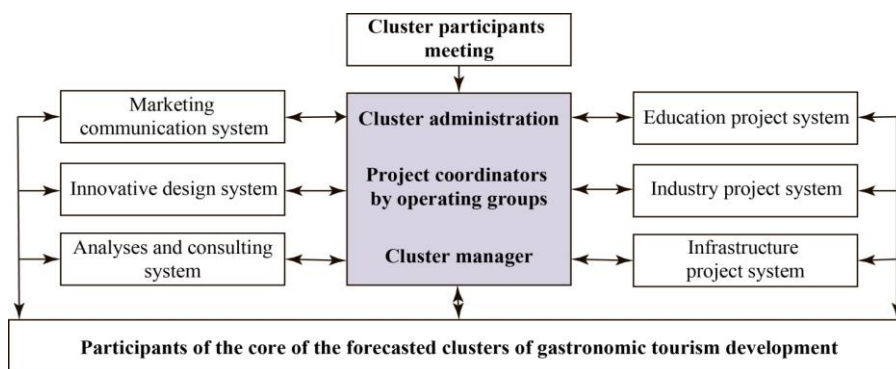 Cluster participants
meeting
Marketing
communication system
Innovative design system
Analyses and consulting
system
Cluster administration
Project coordinators
by operating groups
Cluster manager
Education project system
Industry project system
Infrastructure
project system
Participants of the core of the forecasted clusters of gastronomic tourism development